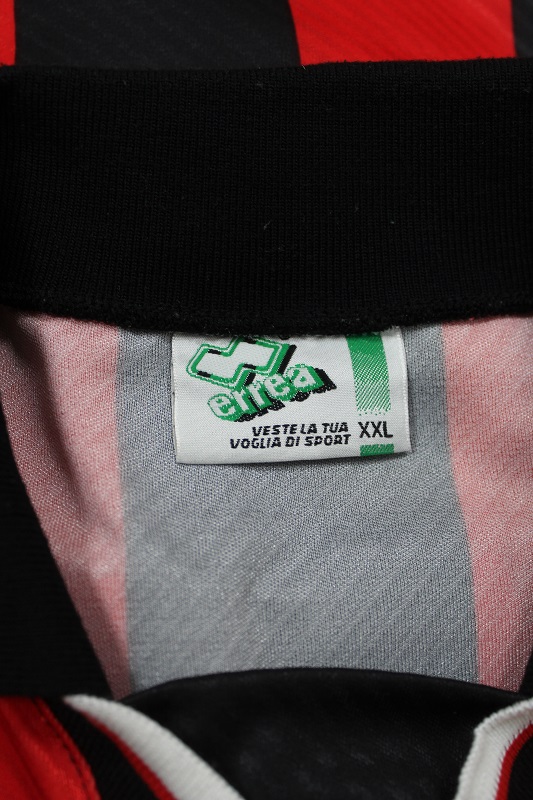 errea
VESTE LA TUA
VOGLIA DI SPORT
XXL